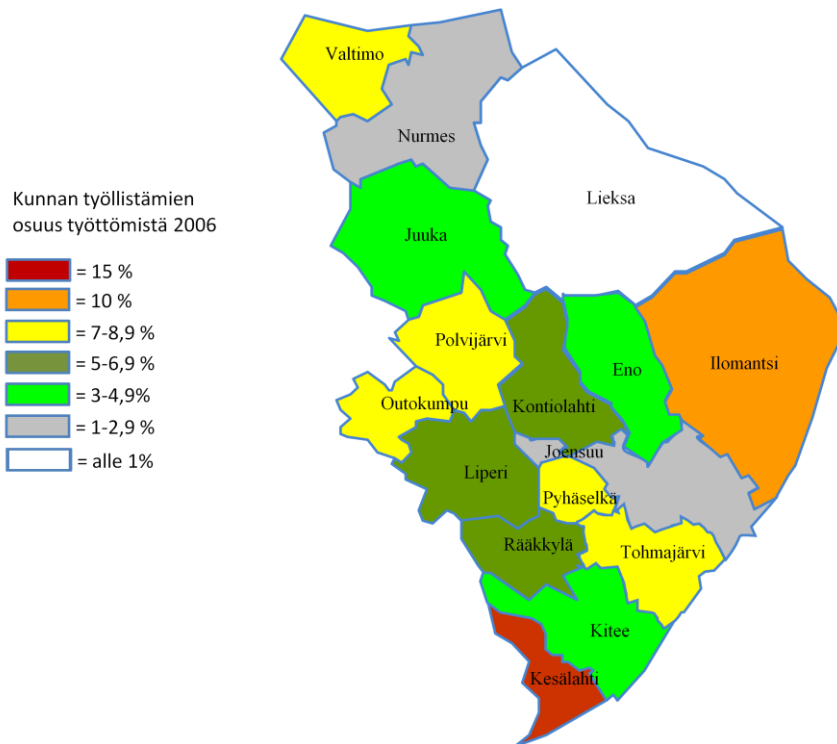 Valtimo
Nurmes
Lieksa
Kunnan työllistämien
osuus työttömistä 2006
Juuka
= 15 %
= 10 %
= 7-8,9 %
= 5-6,9 %
= 3-4,9%
= 1-2,9 %
= alle 1%
Polvijärvi
Eno
Ilomantsi
Outokumpu
Kontiolahti
Joensuu
Liperi
Pyhäselkä
Rääkkylä
Tohmajärvi
Kitee
Kesälahti